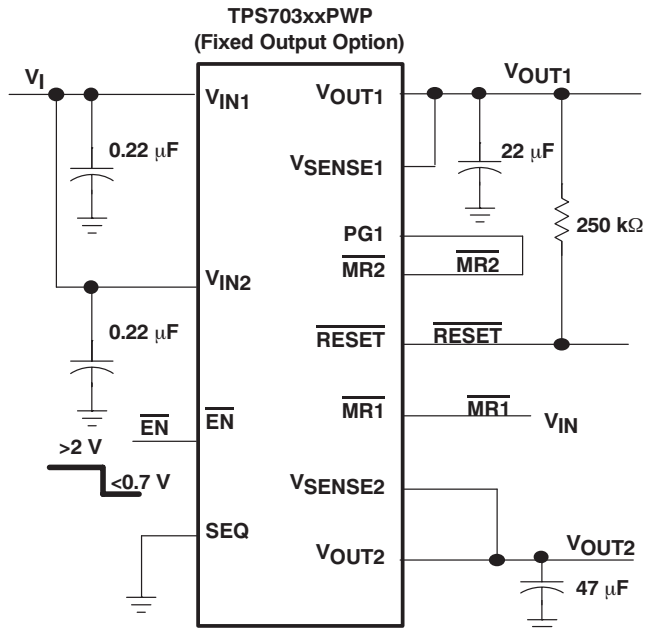 TPS703xxPWP
(Fixed Output Option)
VI
VIN1
VOUT1
VOUT1
0.22 μF
VSENSE1
22 μF
PG1
250 kΩ
MR2
MR2
VIN2
0.22 μF
RESET
RESET
EN
EN
MR1
MR1
VIN
>2 V
<0.7 V
VSENSE2
SEQ
VOUT2
VOUT2
47 μF